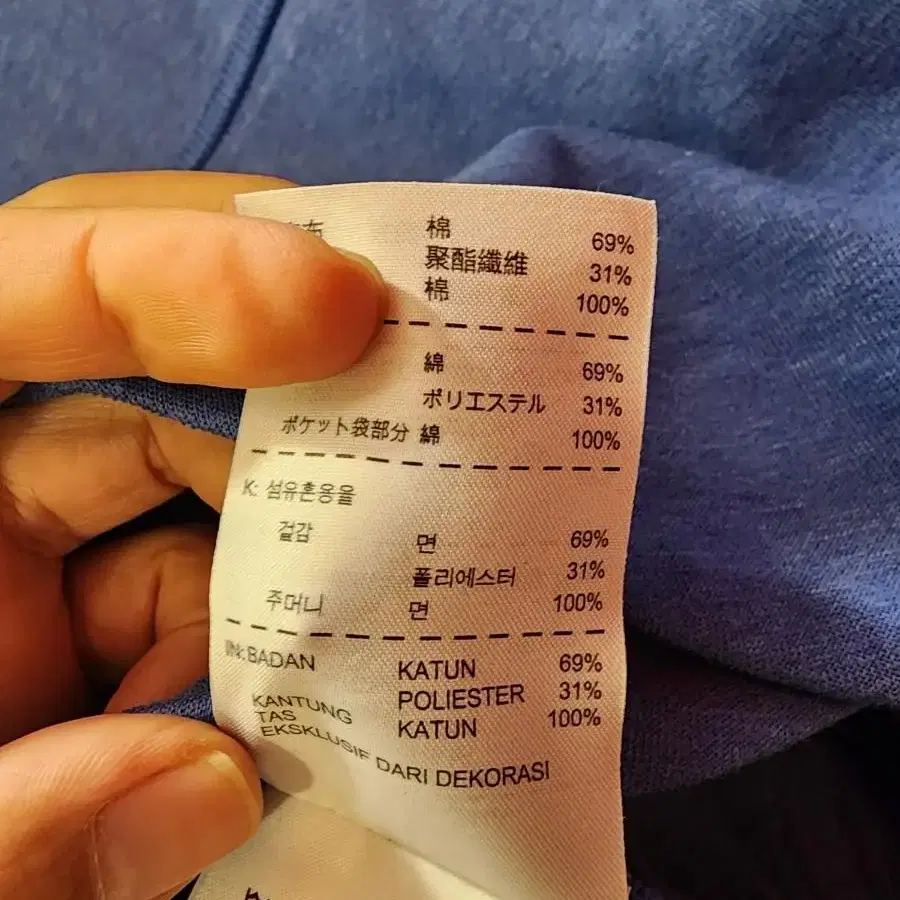 棉 69%
聚酯纖維 31%
棉 100%
綿 69%
ポリエステル 31%
ポケット袋部分 綿 100%
K: 섬유혼용율
겉감 면 69%
폴리에스터 31%
주머니 면 100%
IN: BADAN KATUN 69%
KANTUNG POLIESTER 31%
TAS KATUN 100%
EKSKLUSIF DARI DEKORASI